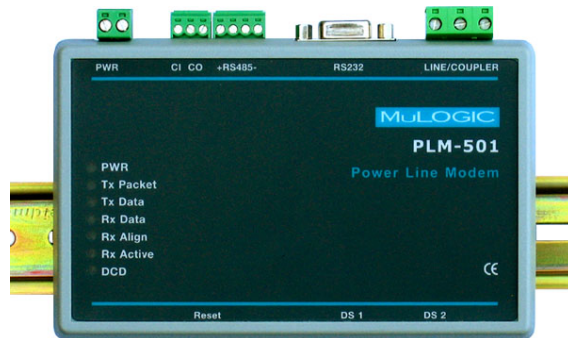 PWR CI CO +RS485- RS232 LINE/COUPLER
MuLOGIC
PLM-501
Power Line Modem
PWR
Tx Packet
Tx Data
Rx Data
Rx Align
Rx Active
DCD
CE
Reset DS 1 DS 2